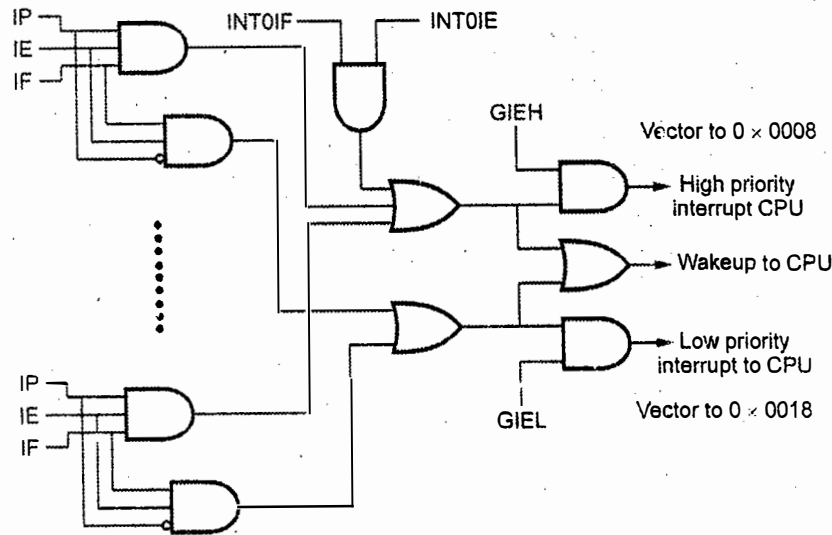 IP
IE
IF
INT0IF
INT0IE
GIEH
Vector to 0 × 0008
High priority
interrupt CPU
Wakeup to CPU
Low priority
interrupt to CPU
GIEL
Vector to 0 × 0018
IP
IE
IF